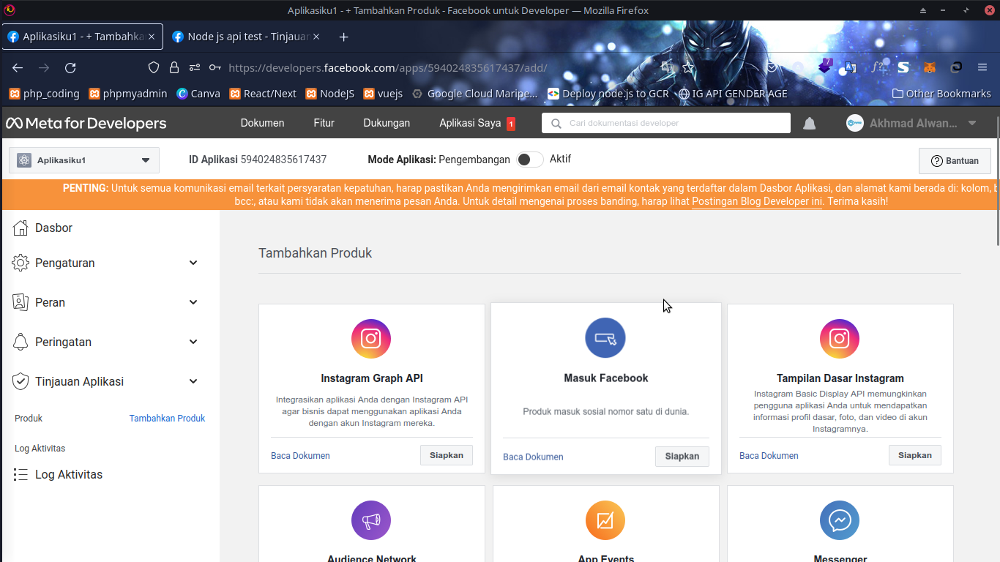 Aplikasiku1 - + Tambahkan Produk - Facebook untuk Developer — Mozilla Firefox
Aplikasiku1 - + Tambahka
Node js api test - Tinjauan
https://developers.facebook.com/apps/594024835617437/add/
7
php_coding
phpmyadmin
Canva
React/Next
NodeJS
vuejs
Google Cloud Maripe...
Deploy node.js to GCR
IG API GENDER AGE
Other Bookmarks
Meta for Developers
Dokumen
Fitur
Dukungan
Aplikasi Saya 1
Cari dokumentasi developer
Akhmad Alwan...
Aplikasiku1
ID Aplikasi 594024835617437
Mode Aplikasi: Pengembangan
Aktif
Bantuan
PENTING: Untuk semua komunikasi email terkait persyaratan kepatuhan, harap pastikan Anda mengirimkan email dari email kontak yang terdaftar dalam Dasbor Aplikasi, dan alamat kami berada di: kolom,
bcc:, atau kami tidak akan menerima pesan Anda. Untuk detail mengenai proses banding, harap lihat Postingan Blog Developer ini. Terima kasih!
Dasbor
Pengaturan
Peran
Peringatan
Tinjauan Aplikasi
Produk
Tambahkan Produk
Log Aktivitas
Log Aktivitas
Tambahkan Produk
Instagram Graph API
Integrasikan aplikasi Anda dengan Instagram API
agar bisnis dapat menggunakan aplikasi Anda
dengan akun Instagram mereka.
Baca Dokumen
Siapkan
Masuk Facebook
Produk masuk sosial nomor satu di dunia.
Baca Dokumen
Siapkan
Tampilan Dasar Instagram
Instagram Basic Display API memungkinkan
pengguna aplikasi Anda untuk mendapatkan
informasi profil dasar, foto, dan video di akun
Instagramnya.
Baca Dokumen
Siapkan
Audience Network
App Events
Messenger